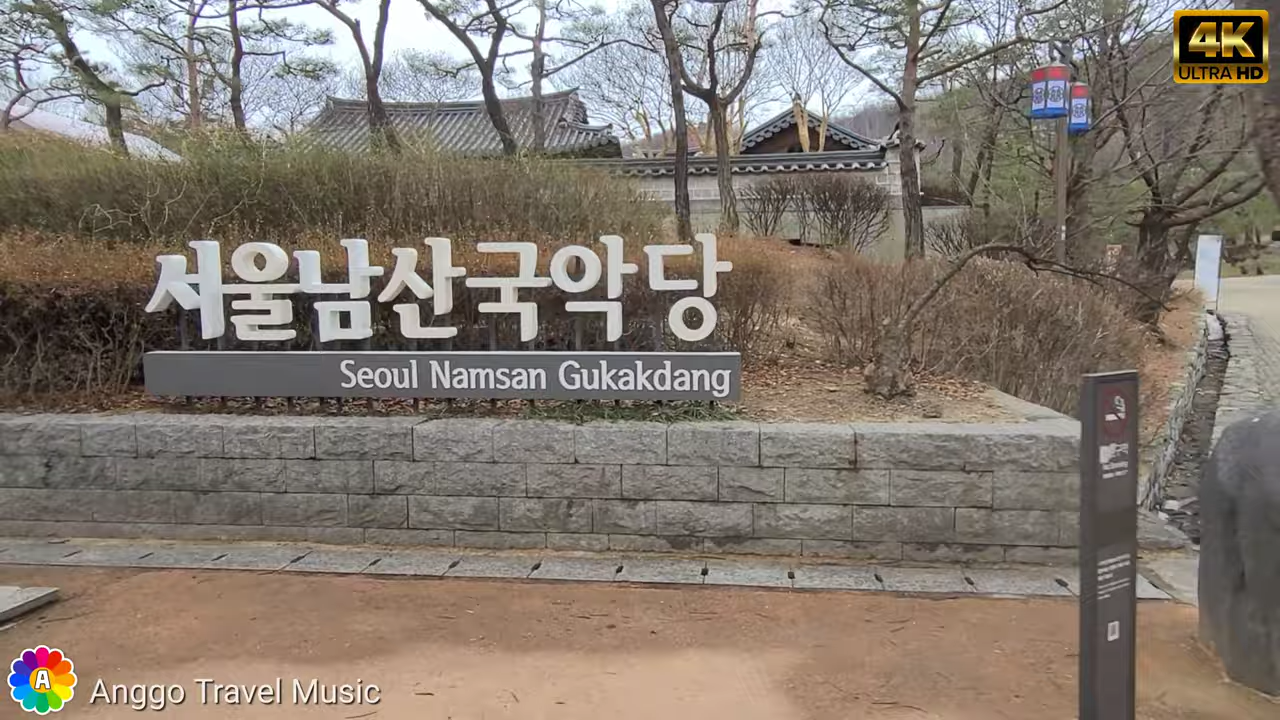 4K
ULTRA HD
서울남산국악당
Seoul Namsan Gukakdang
A
Anggo Travel Music